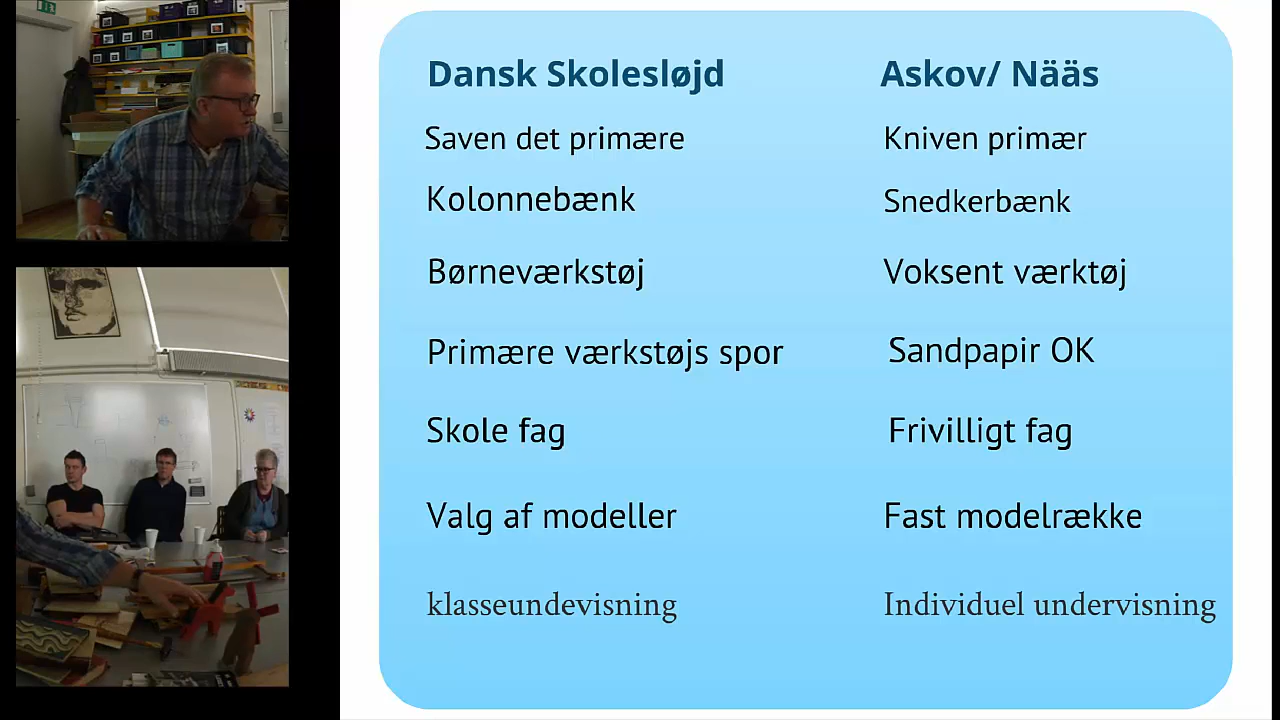 Dansk Skolesløjd
Askov/ Nääs
Saven det primære
Kniven primær
Kolonnebænk
Snedkerbænk
Børneværkstøj
Voksent værktøj
Primære værkstøjs spor
Sandpapir OK
Skole fag
Frivilligt fag
Valg af modeller
Fast modelrække
klasseundevisning
Individuel undervisning